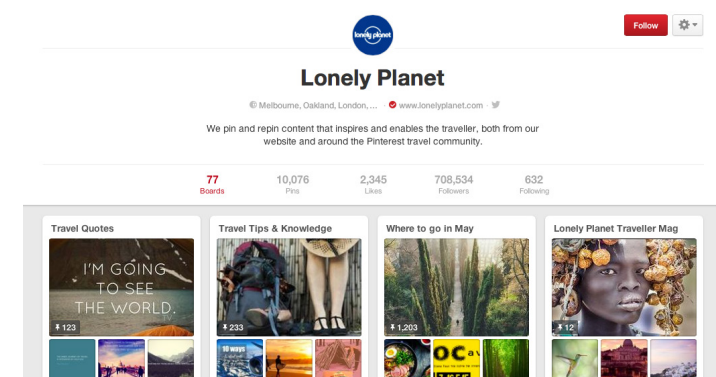 lonely planet
Follow
Lonely Planet
Melbourne, Oakland, London, ... · www.lonelyplanet.com ·
We pin and repin content that inspires and enables the traveller, both from our
website and around the Pinterest travel community.
77 10,076 2,345 708,534 632
Boards Pins Likes Followers Following
Travel Quotes
I'M GOING
TO SEE
THE WORLD.
123
Travel Tips & Knowledge
233
10 ways
Where to go in May
1,203
Lonely Planet Traveller Mag
12